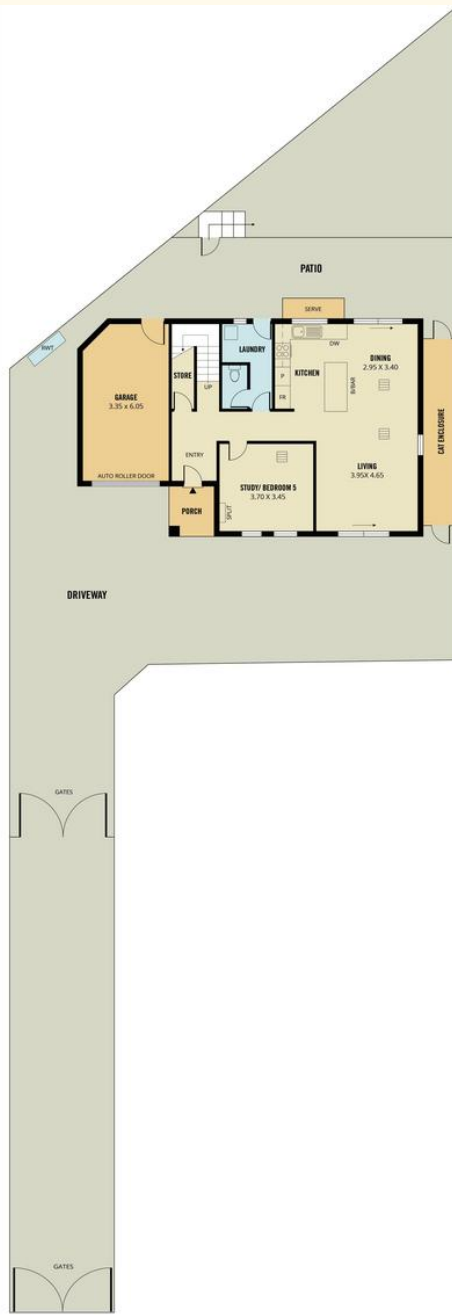 PATIO
SERVE
RWT
LAUNDRY
DW
DINING
2.95 X 3.40
STORE
UP
KITCHEN
P
B/BAR
FR
GARAGE
3.35 x 6.05
CAT ENCLOSURE
ENTRY
LIVING
3.95X 4.65
AUTO ROLLER DOOR
STUDY/ BEDROOM 5
3.70 X 3.45
SPLIT
PORCH
DRIVEWAY
GATES
GATES